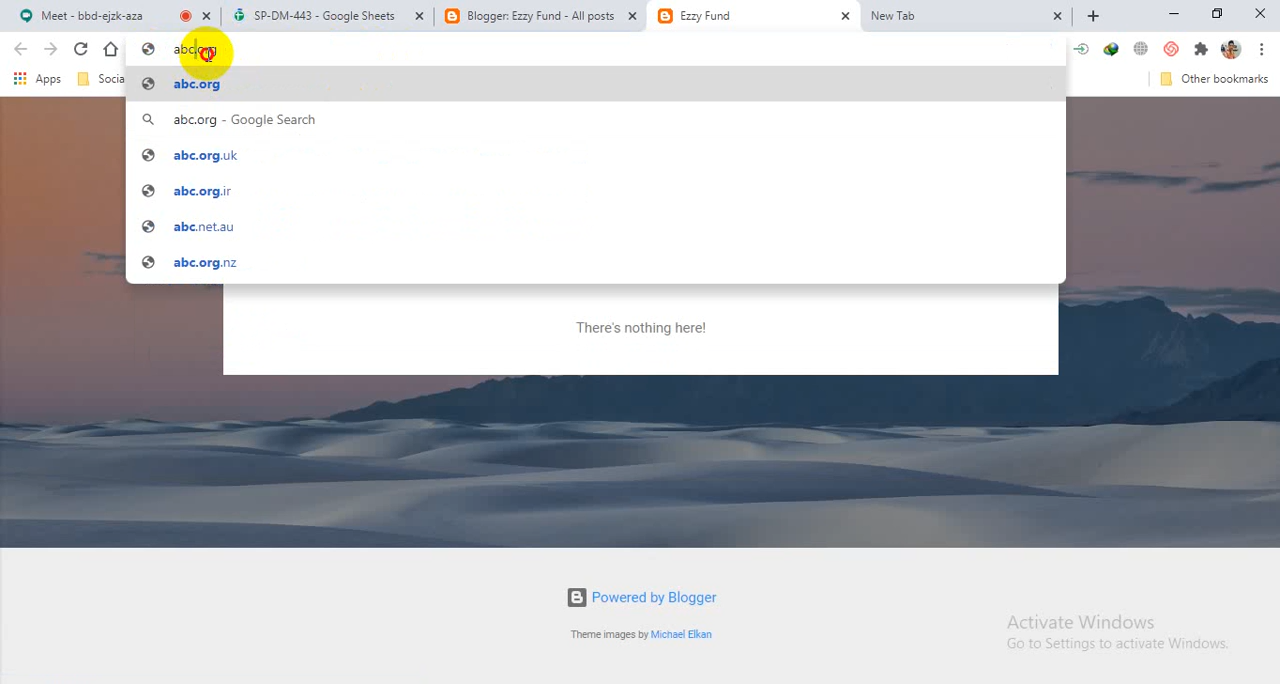 Meet - bbd-ejzk-aza
SP-DM-443 - Google Sheets
Blogger: Ezzy Fund - All posts
Ezzy Fund
New Tab
abc.org
Apps
Socia
Other bookmarks
abc.org
abc.org - Google Search
abc.org.uk
abc.org.ir
abc.net.au
abc.org.nz
There's nothing here!
Powered by Blogger
Theme images by Michael Elkan
Activate Windows
Go to Settings to activate Windows.